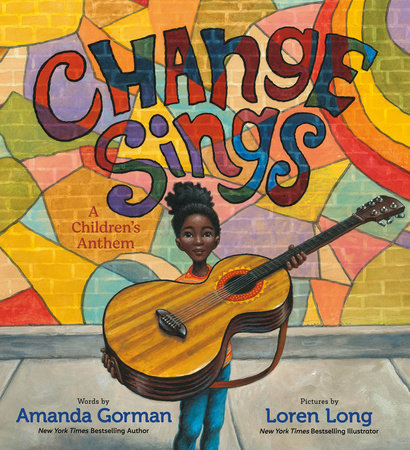 CHANGE
Sings
A
Children's
Anthem
Words by
Amanda Gorman
New York Times Bestselling Author
Pictures by
Loren Long
New York Times Bestselling Illustrator